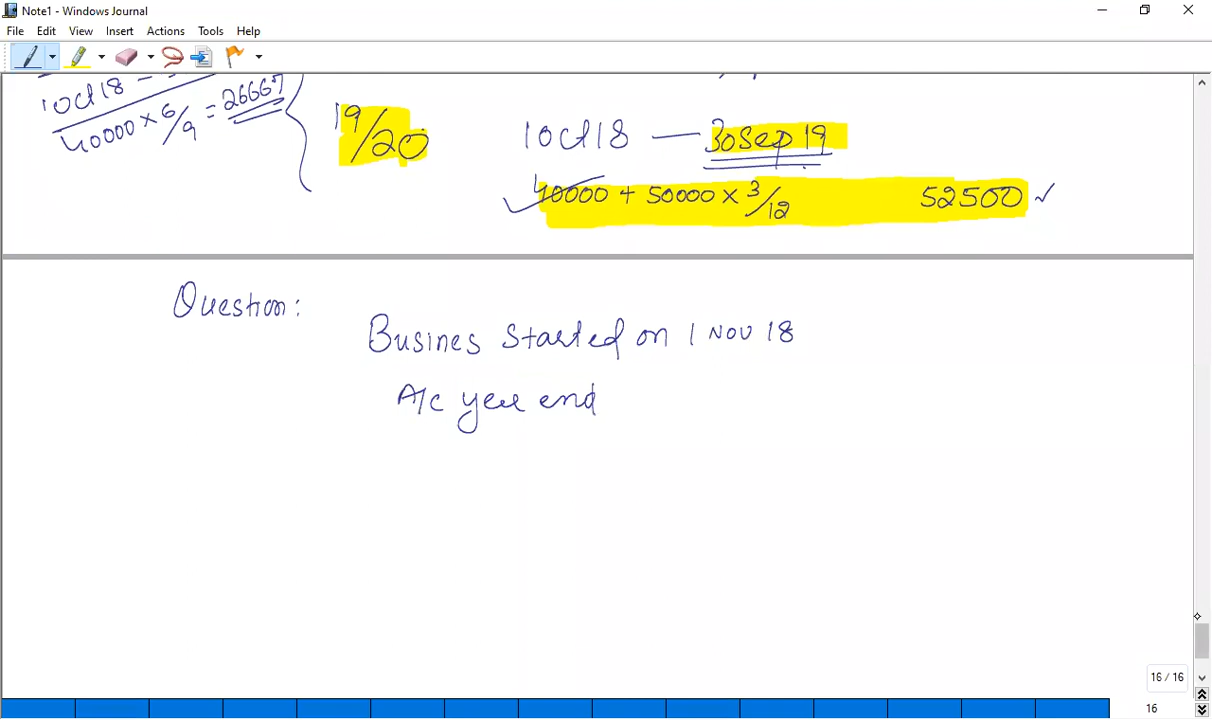 Note1 - Windows Journal
File Edit View Insert Actions Tools Help
1 Oct 18 -
40000 × 6/9 = 26667
19/20
1 Oct 18 — 30 Sep 19
40000 + 50000 × 3/12 52500 ✓
Question:
Busines Started on 1 NOV 18
A/c year end
16 / 16
16